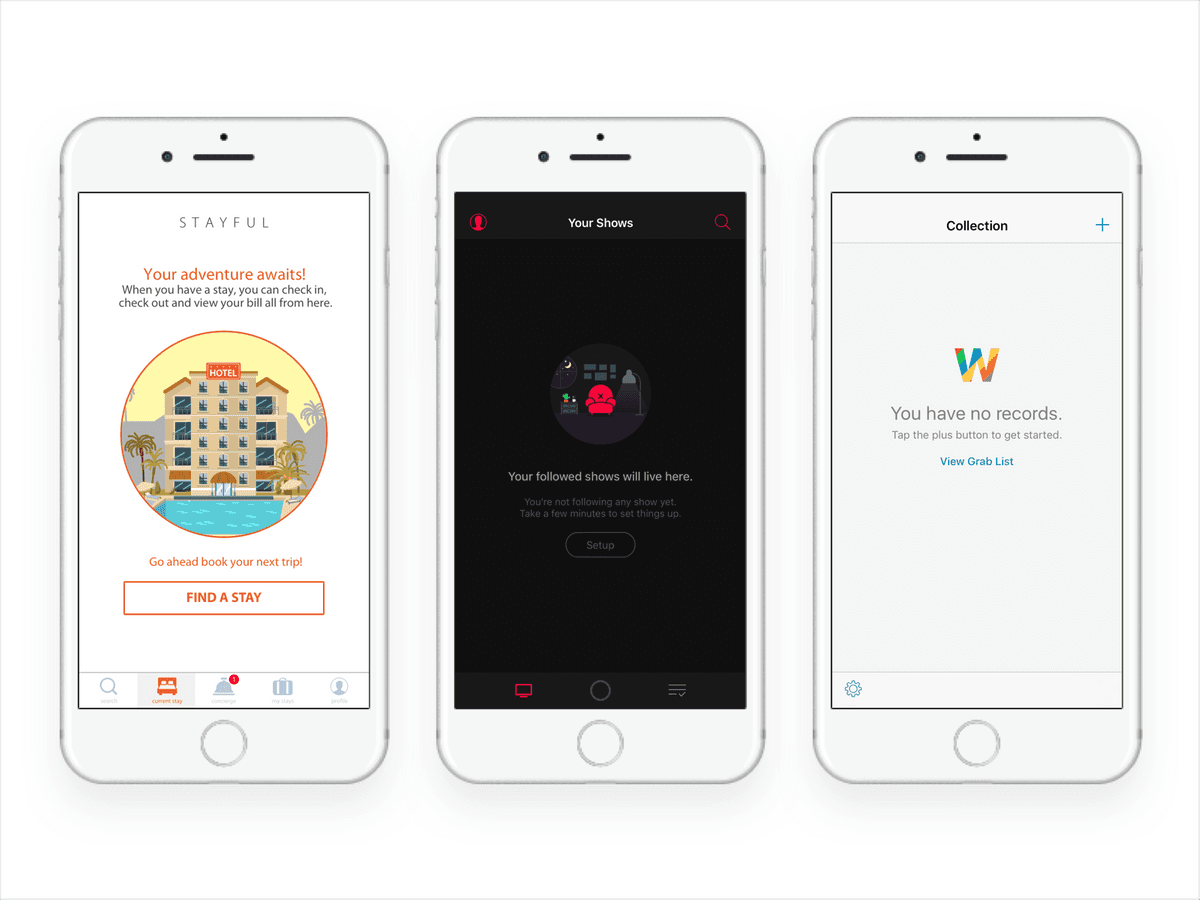 STAYFUL
Your adventure awaits!
When you have a stay, you can check in,
check out and view your bill all from here.
HOTEL
Go ahead book your next trip!
FIND A STAY
search
current stay
concierge
1
my stays
profile
Your Shows
Your followed shows will live here.
You're not following any show yet.
Take a few minutes to set things up.
Setup
Collection
W
You have no records.
Tap the plus button to get started.
View Grab List